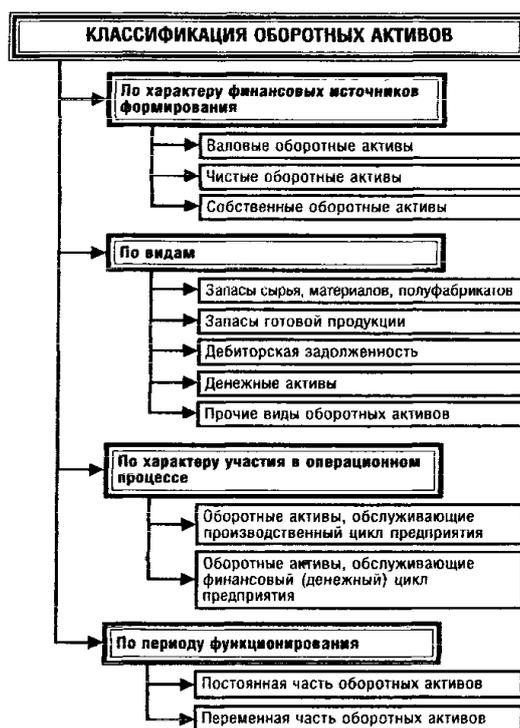 КЛАССИФИКАЦИЯ ОБОРОТНЫХ АКТИВОВ
По характеру финансовых источников
формирования
Валовые оборотные активы
Чистые оборотные активы
Собственные оборотные активы
По видам
Запасы сырья, материалов, полуфабрикатов
Запасы готовой продукции
Дебиторская задолженность
Денежные активы
Прочие виды оборотных активов
По характеру участия в операционном
процессе
Оборотные активы, обслуживающие
производственный цикл предприятия
Оборотные активы, обслуживающие
финансовый (денежный) цикл
предприятия
По периоду функционирования
Постоянная часть оборотных активов
Переменная часть оборотных активов